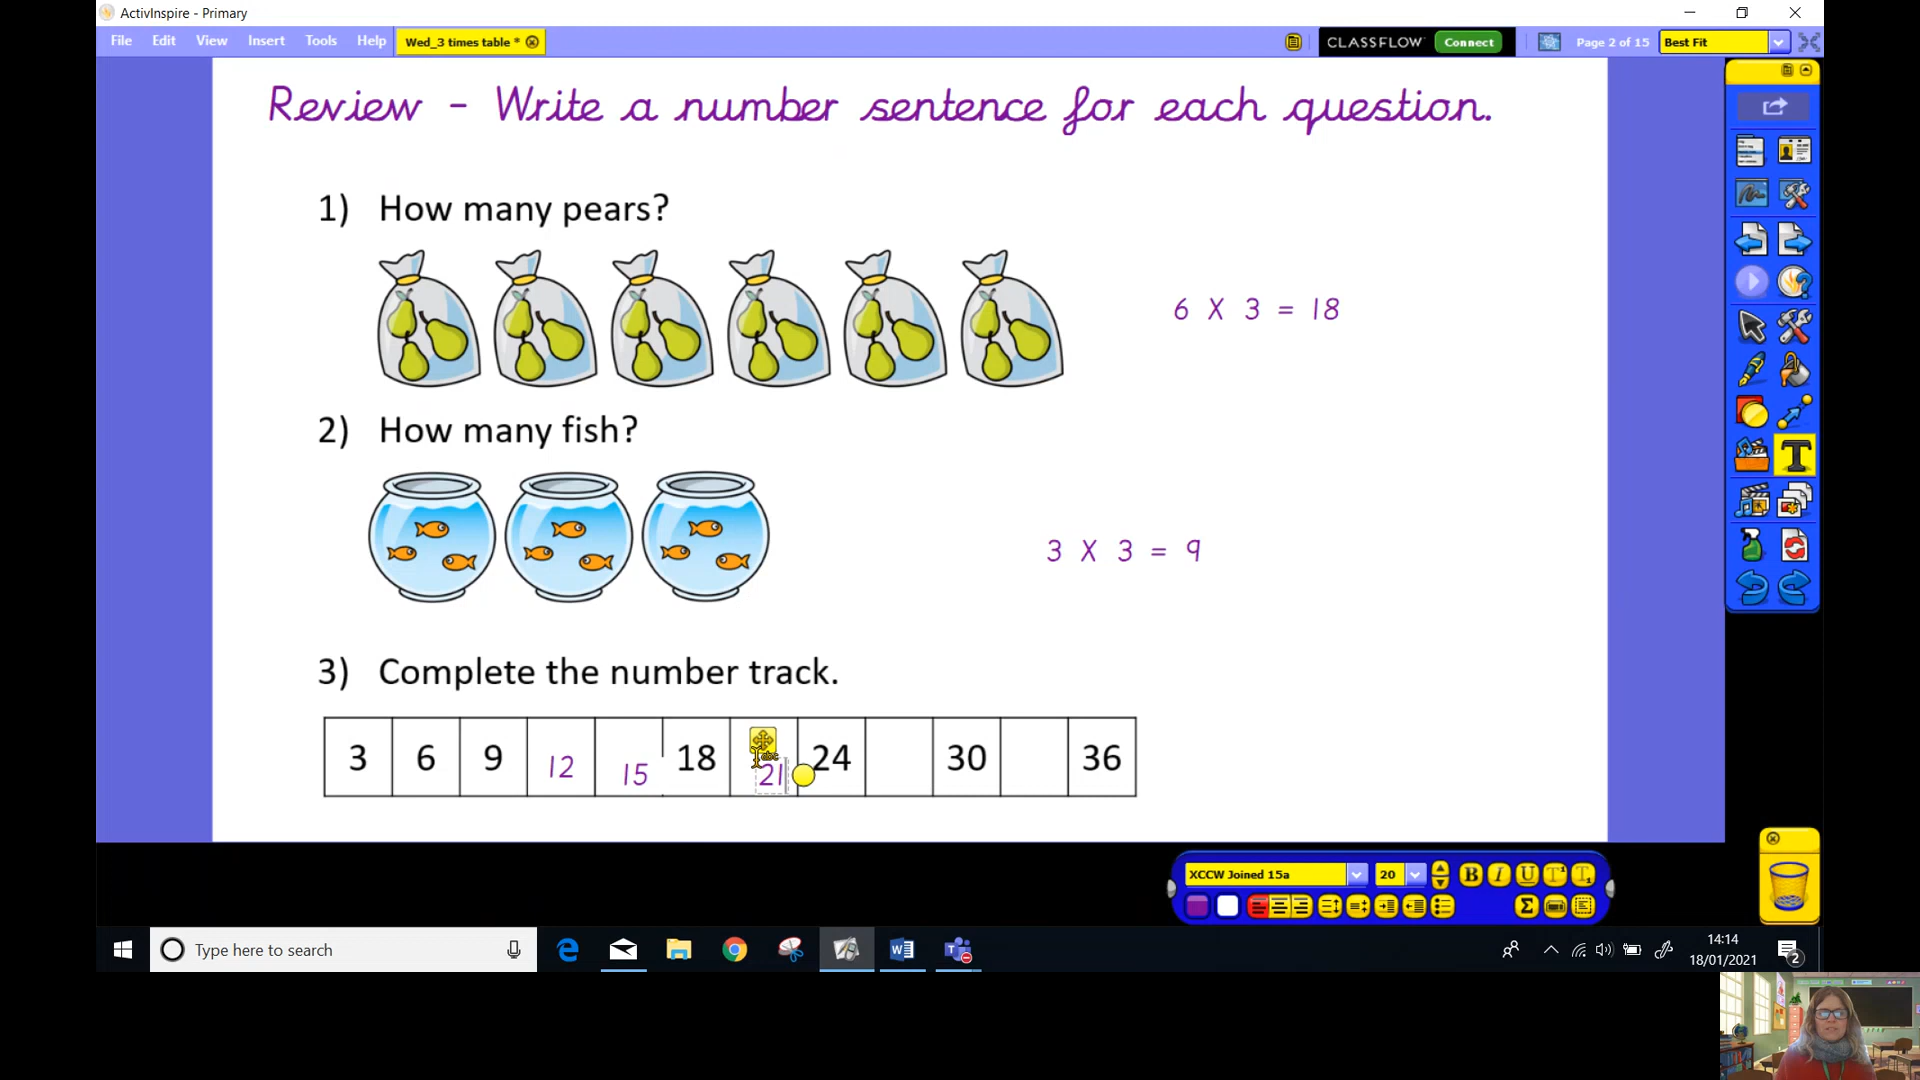 ActivInspire - Primary
File Edit View Insert Tools Help Wed_3 times table * CLASSFLOW Connect Page 2 of 15 Best Fit
Review - Write a number sentence for each question.
1) How many pears?
6 X 3 = 18
2) How many fish?
3 X 3 = 9
3) Complete the number track.
3 6 9 12 15 18 21 24 30 36
XCCW Joined 15a 20 B I U
Type here to search
14:14
18/01/2021
2